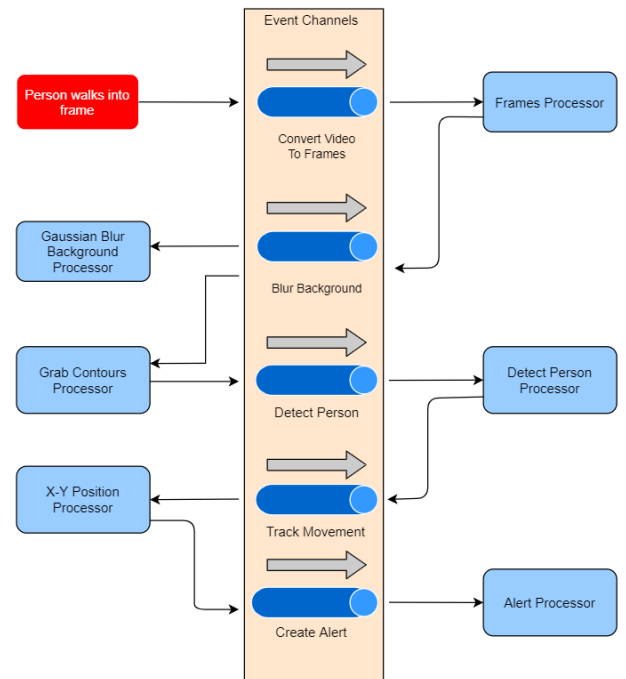 Event Channels
Person walks into
frame
Convert Video
To Frames
Frames Processor
Gaussian Blur
Background
Processor
Blur Background
Grab Contours
Processor
Detect Person
Detect Person
Processor
X-Y Position
Processor
Track Movement
Create Alert
Alert Processor